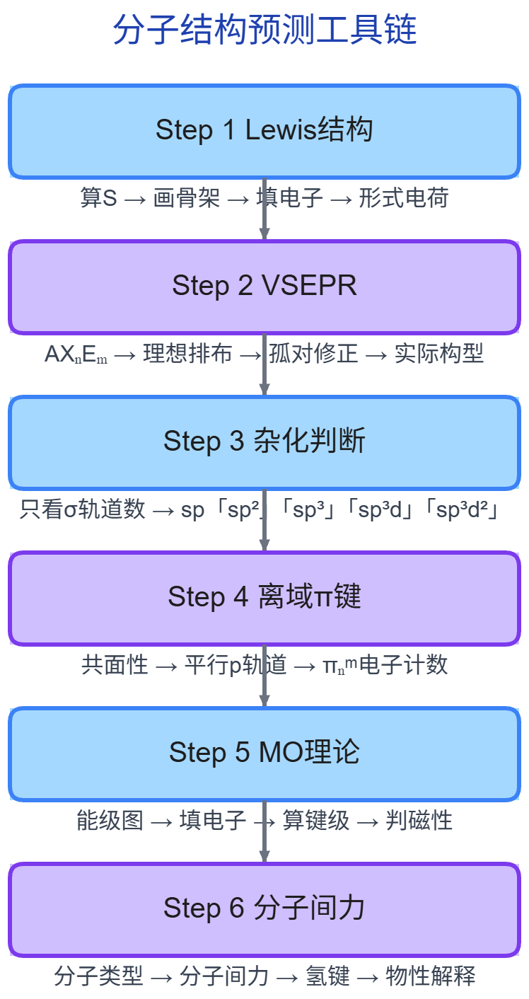 分子结构预测工具链
Step 1 Lewis结构
算S → 画骨架 → 填电子 → 形式电荷
Step 2 VSEPR
AXₙEₘ → 理想排布 → 孤对修正 → 实际构型
Step 3 杂化判断
只看σ轨道数 → sp「sp²」「sp³」「sp³d」「sp³d²」
Step 4 离域π键
共面性 → 平行p轨道 → πₙᵐ电子计数
Step 5 MO理论
能级图 → 填电子 → 算键级 → 判磁性
Step 6 分子间力
分子类型 → 分子间力 → 氢键 → 物性解释